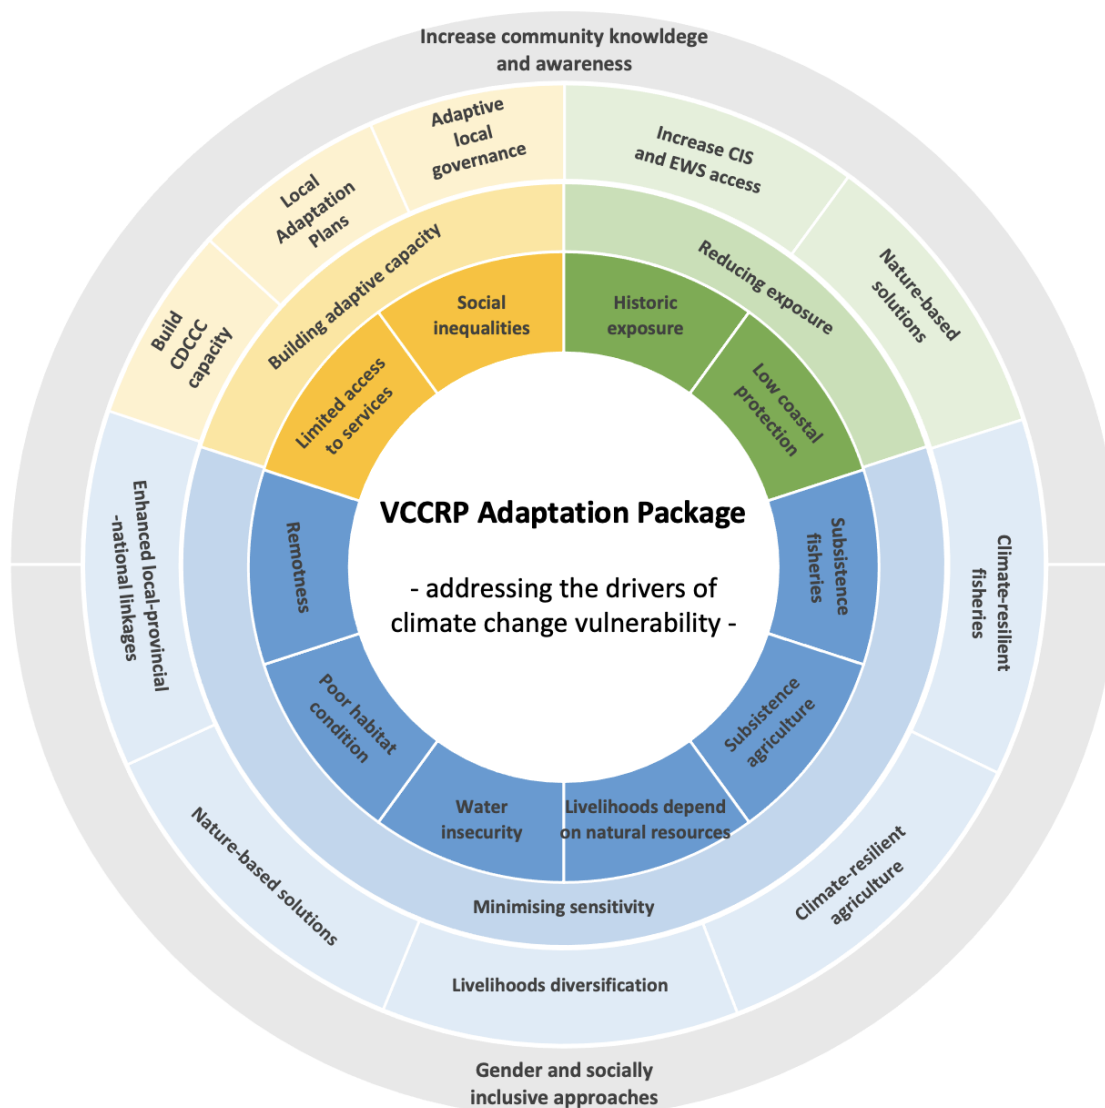 Increase community knowldege
and awareness
Adaptive
local
governance
Increase CIS
and EWS access
Local
Adaptation
Plans
Nature-based
solutions
Build
CDCCC
capacity
Building adaptive capacity
Reducing exposure
Social
inequalities
Historic
exposure
Limited access
to services
Low coastal
protection
VCCRP Adaptation Package
- addressing the drivers of
climate change vulnerability -
Enhanced local-provincial
-national linkages
Remotness
Subsistence
fisheries
Climate-resilient
fisheries
Poor habitat
condition
Subsistence
agriculture
Water
insecurity
Livelihoods depend
on natural resources
Nature-based solutions
Minimising sensitivity
Climate-resilient
agriculture
Livelihoods diversification
Gender and socially
inclusive approaches